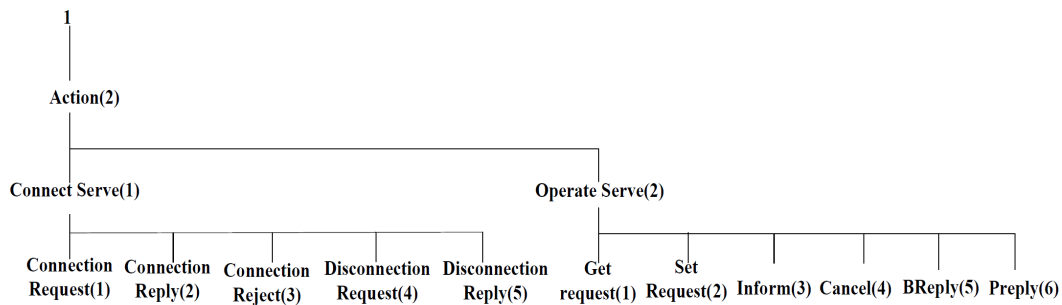 1
Action(2)
Connect Serve(1)
Operate Serve(2)
Connection
Request(1)
Connection
Reply(2)
Connection
Reject(3)
Disconnection
Request(4)
Disconnection
Reply(5)
Get
request(1)
Set
Request(2)
Inform(3)
Cancel(4)
BReply(5)
Preply(6)